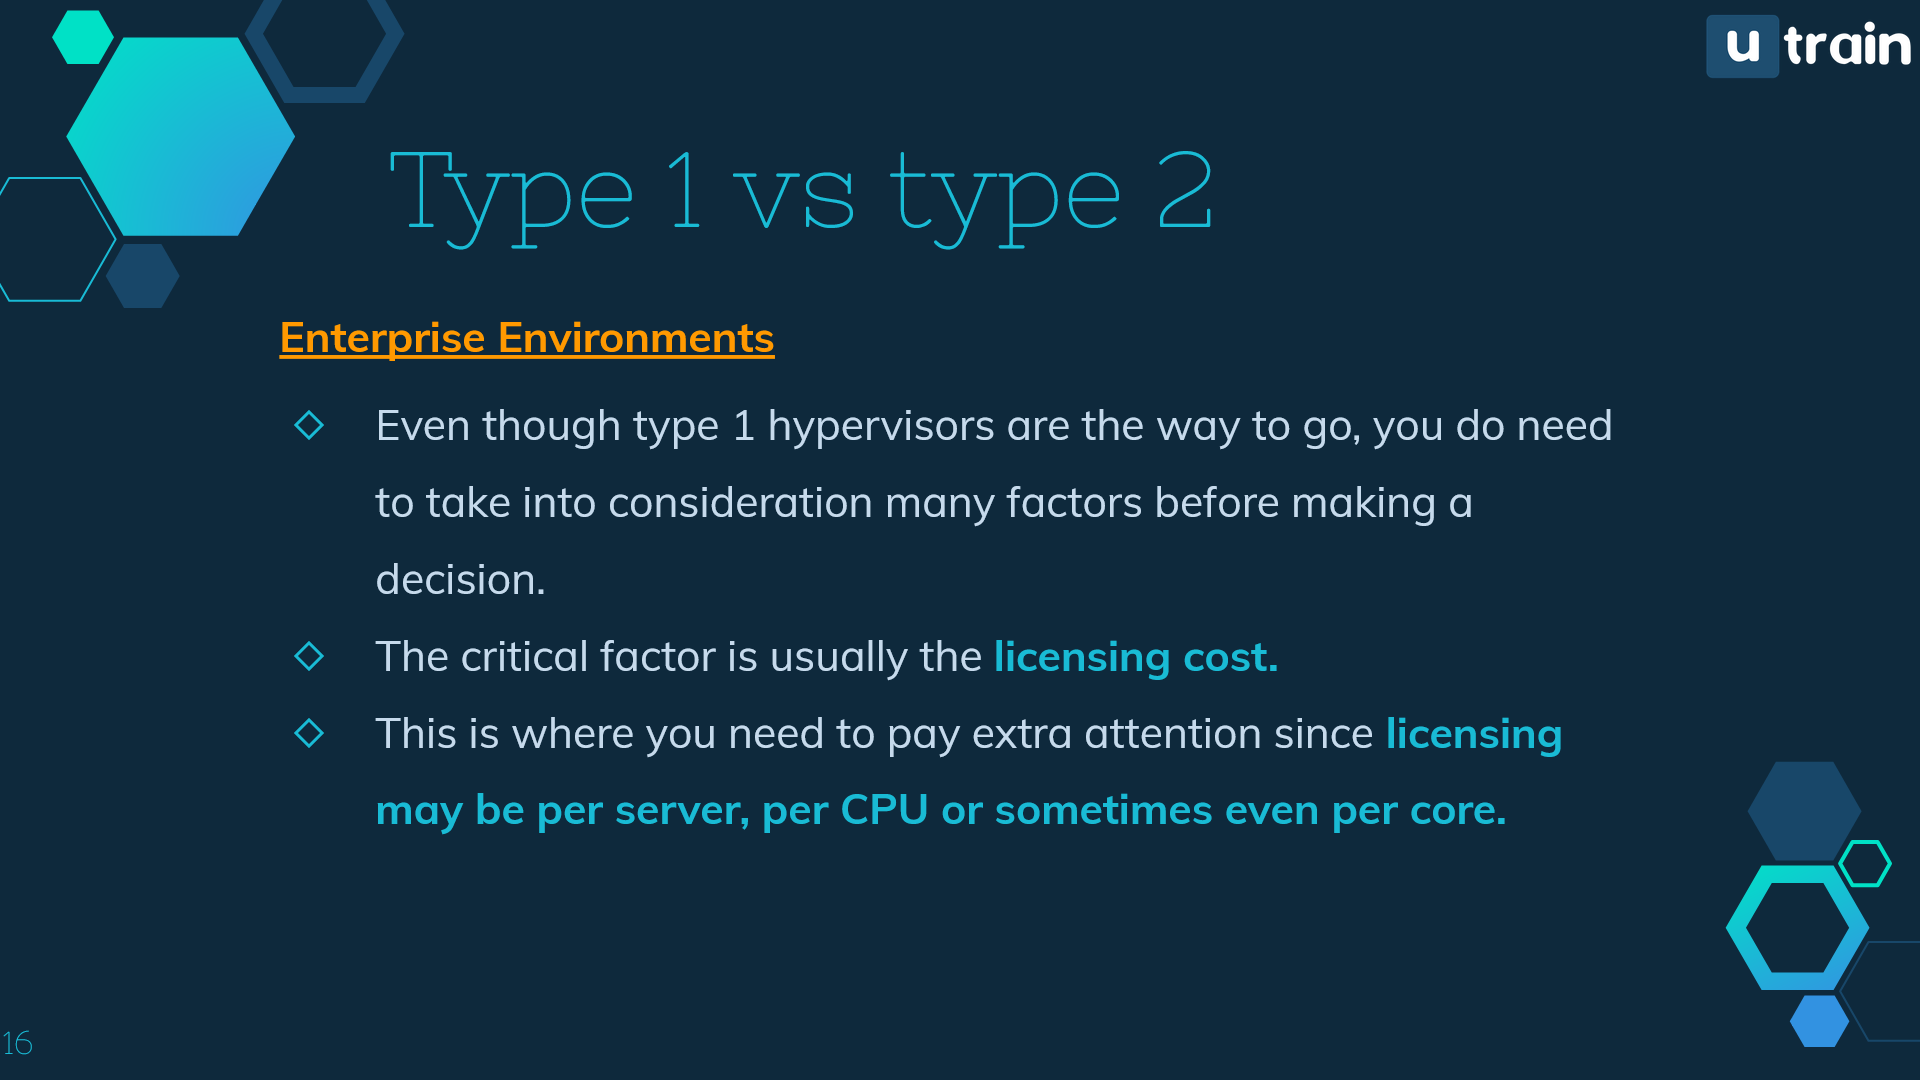 u train
Type 1 vs type 2
Enterprise Environments
Even though type 1 hypervisors are the way to go, you do need
to take into consideration many factors before making a
decision.
The critical factor is usually the licensing cost.
This is where you need to pay extra attention since licensing
may be per server, per CPU or sometimes even per core.
16